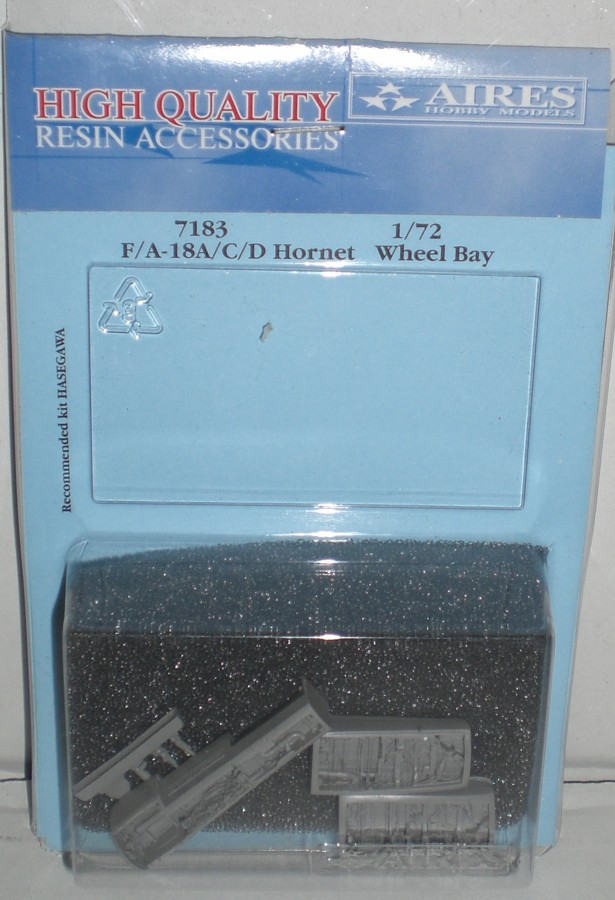 HIGH QUALITY
RESIN ACCESSORIES
AIRES
HOBBY MODELS
7183 1/72
F/A-18A/C/D Hornet Wheel Bay
Recommended kit HASEGAWA